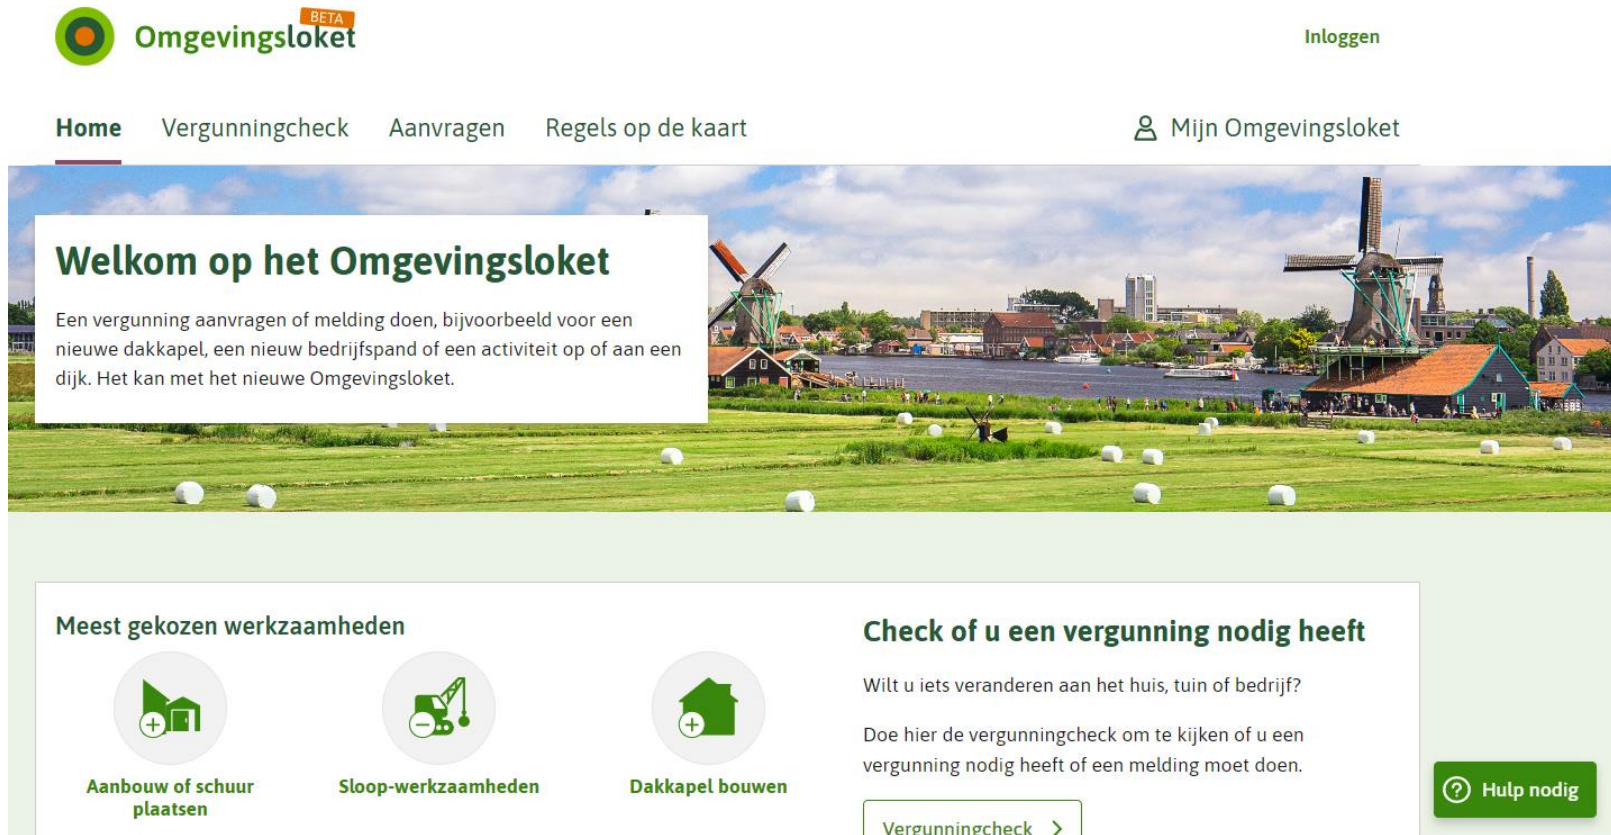 BETA
Omgevingsloket
Inloggen
Home
Vergunningcheck
Aanvragen
Regels op de kaart
Mijn Omgevingsloket
Welkom op het Omgevingsloket
Een vergunning aanvragen of melding doen, bijvoorbeeld voor een
nieuwe dakkapel, een nieuw bedrijfspand of een activiteit op of aan een
dijk. Het kan met het nieuwe Omgevingsloket.
Meest gekozen werkzaamheden
Aanbouw of schuur
plaatsen
Sloop-werkzaamheden
Dakkapel bouwen
Check of u een vergunning nodig heeft
Wilt u iets veranderen aan het huis, tuin of bedrijf?
Doe hier de vergunningcheck om te kijken of u een
vergunning nodig heeft of een melding moet doen.
Vergunningcheck
Hulp nodig